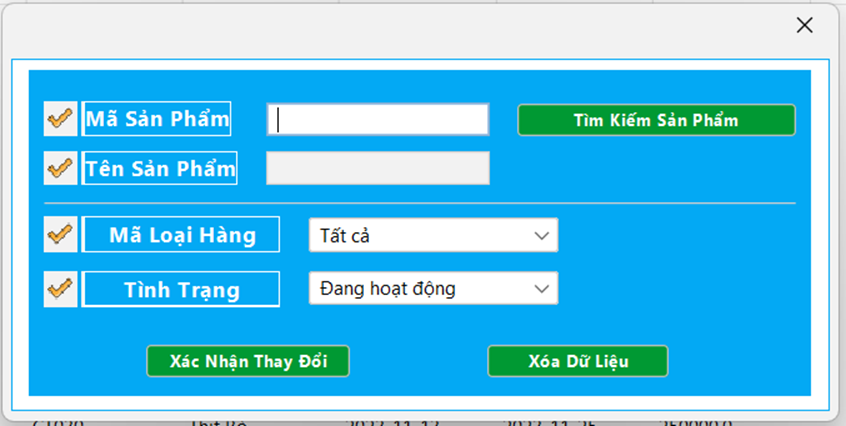 Mã Sản Phẩm
Tìm Kiếm Sản Phẩm
Tên Sản Phẩm
Mã Loại Hàng
Tất cả
Tình Trạng
Đang hoạt động
Xác Nhận Thay Đổi
Xóa Dữ Liệu